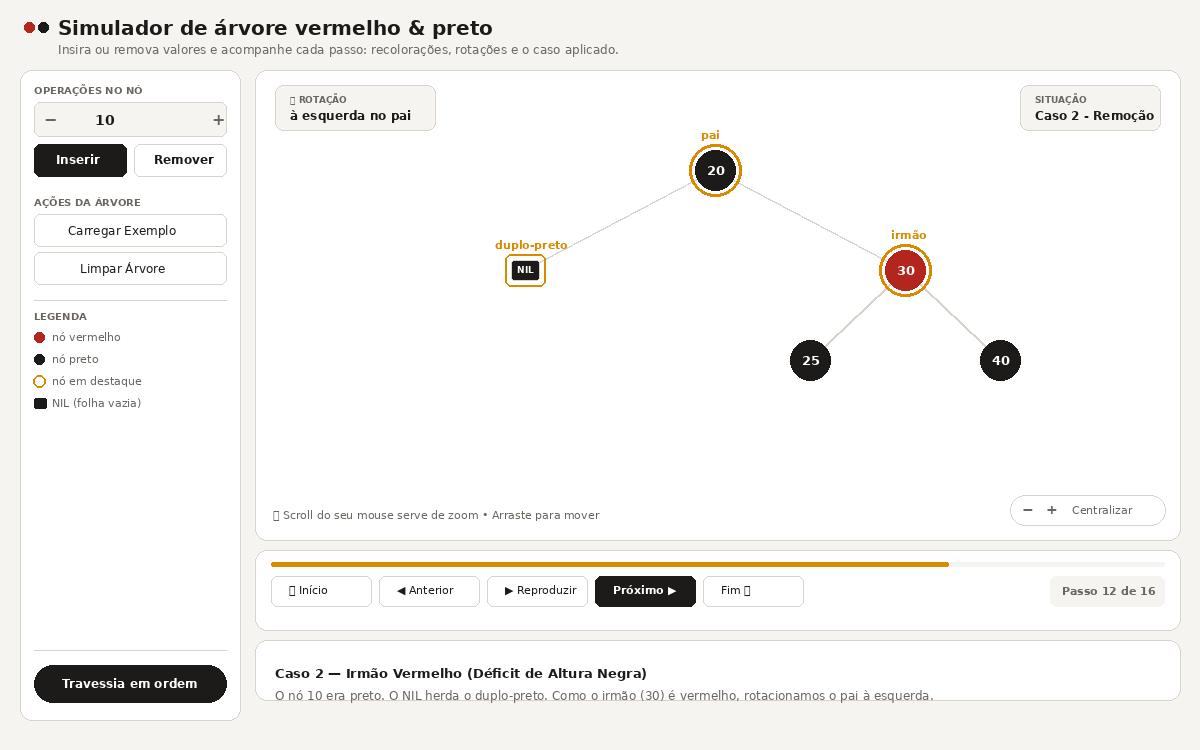 Simulador de árvore vermelho & preto
Insira ou remova valores e acompanhe cada passo: recolorações, rotações e o caso aplicado.
OPERAÇÕES NO NÓ
− 10 +
Inserir Remover
AÇÕES DA ÁRVORE
Carregar Exemplo
Limpar Árvore
LEGENDA
nó vermelho
nó preto
nó em destaque
NIL (folha vazia)
Travessia em ordem
ROTAÇÃO
à esquerda no pai
SITUAÇÃO
Caso 2 - Remoção
pai
20
duplo-preto
NIL
irmão
30
25
40
Scroll do seu mouse serve de zoom • Arraste para mover
− + Centralizar
Início ◀ Anterior ▶ Reproduzir Próximo ▶ Fim
Passo 12 de 16
Caso 2 — Irmão Vermelho (Déficit de Altura Negra)
O nó 10 era preto. O NIL herda o duplo-preto. Como o irmão (30) é vermelho, rotacionamos o pai à esquerda.